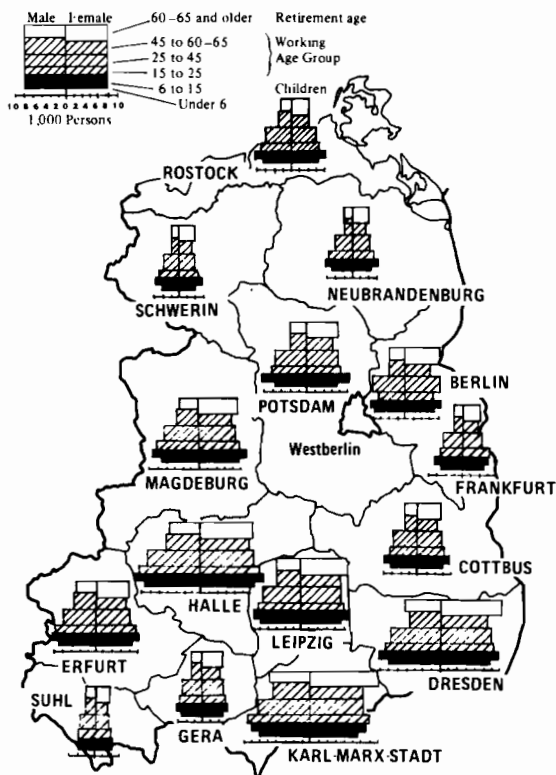 Male Female 60-65 and older Retirement age
45 to 60-65 Working
25 to 45 Age Group
15 to 25
6 to 15
Under 6 Children
10 8 6 4 2 0 2 4 6 8 10
1,000 Persons
ROSTOCK
SCHWERIN
NEUBRANDENBURG
POTSDAM
BERLIN
Westberlin
MAGDEBURG
FRANKFURT
COTTBUS
HALLE
LEIPZIG
ERFURT
DRESDEN
SUHL
GERA
KARL-MARX-STADT